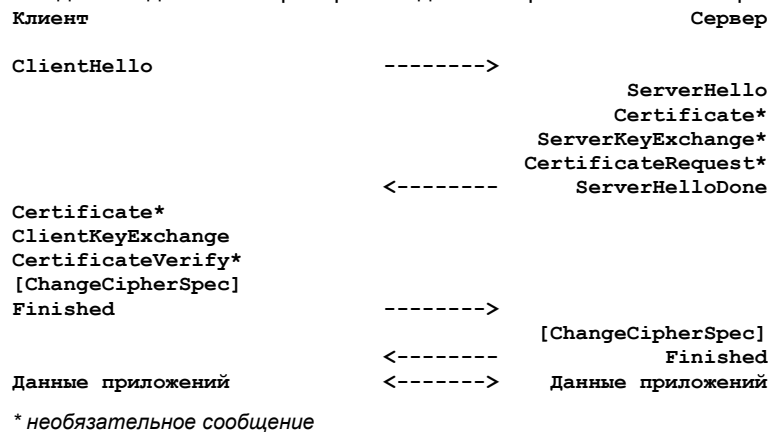 Клиент Сервер
ClientHello -------->
ServerHello
Certificate*
ServerKeyExchange*
CertificateRequest*
<-------- ServerHelloDone
Certificate*
ClientKeyExchange
CertificateVerify*
[ChangeCipherSpec]
Finished -------->
[ChangeCipherSpec]
<-------- Finished
Данные приложений <-------> Данные приложений
* необязательное сообщение